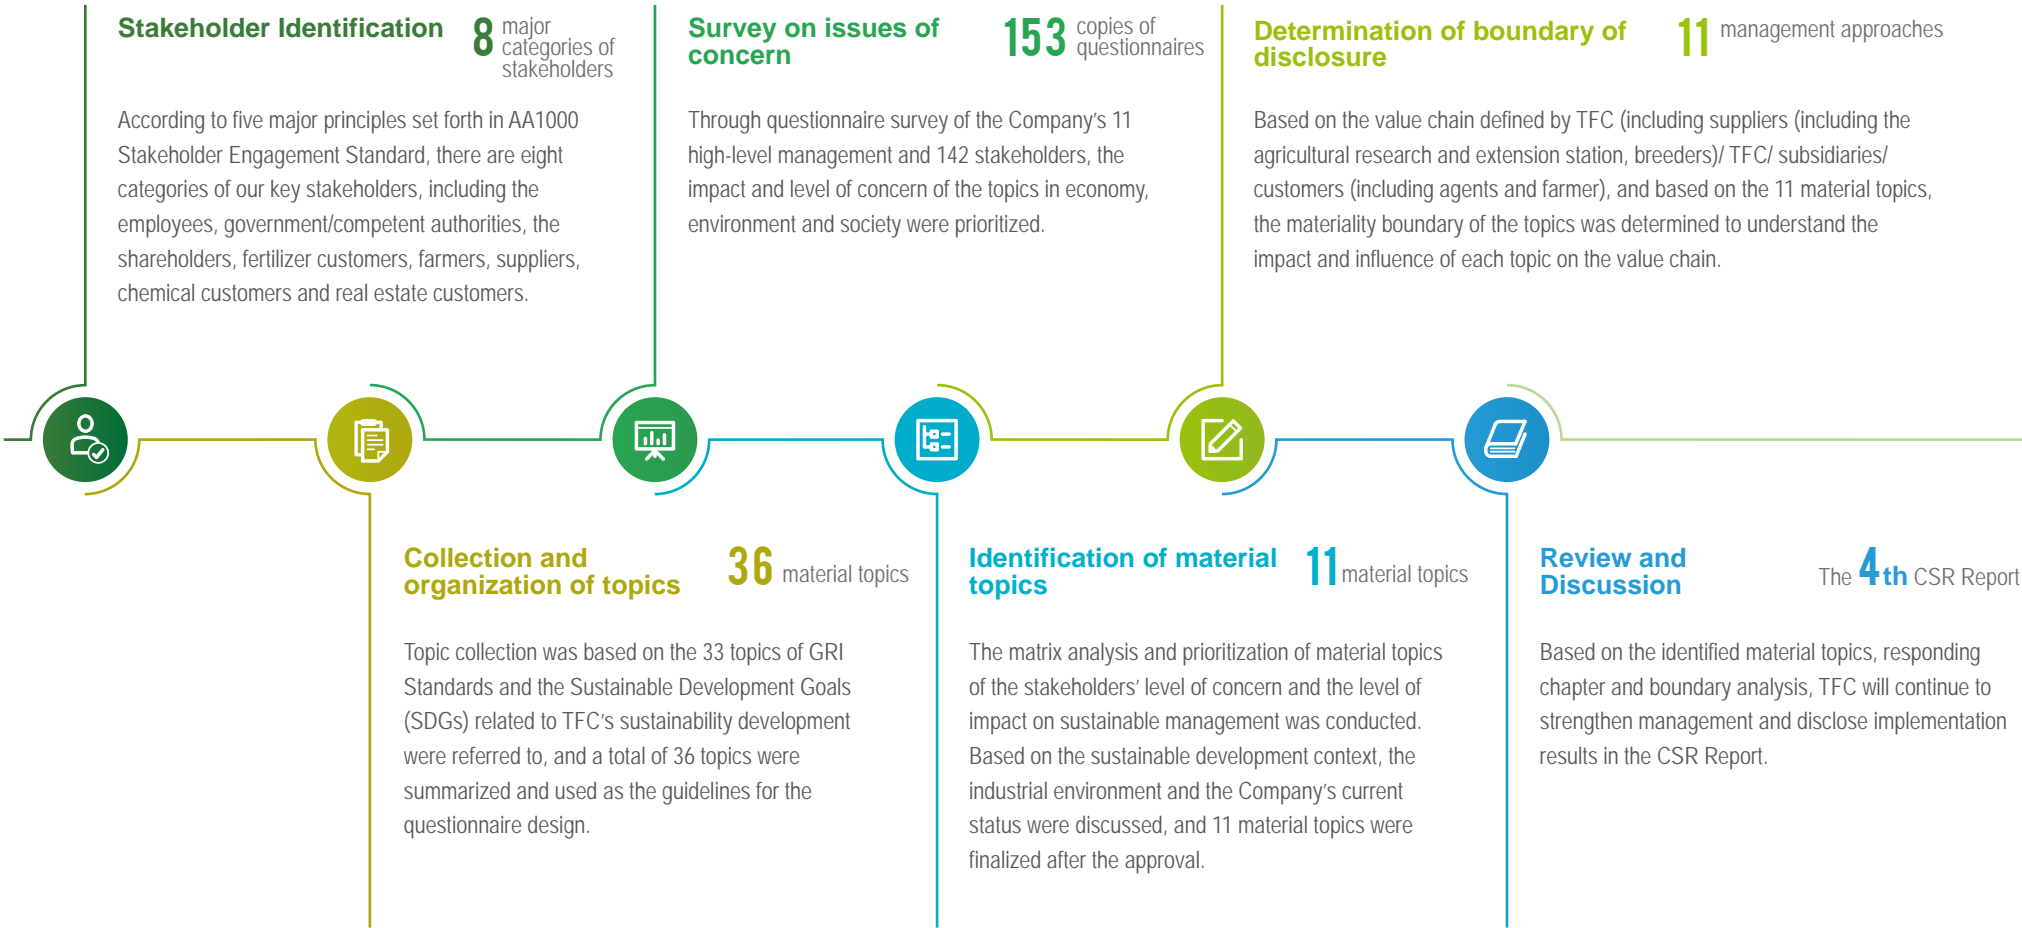 Stakeholder Identification
8 major
categories of
stakeholders
According to five major principles set forth in AA1000
Stakeholder Engagement Standard, there are eight
categories of our key stakeholders, including the
employees, government/competent authorities, the
shareholders, fertilizer customers, farmers, suppliers,
chemical customers and real estate customers.
Collection and
organization of topics
36 material topics
Topic collection was based on the 33 topics of GRI
Standards and the Sustainable Development Goals
(SDGs) related to TFC's sustainability development
were referred to, and a total of 36 topics were
summarized and used as the guidelines for the
questionnaire design.
Survey on issues of
concern
153 copies of
questionnaires
Through questionnaire survey of the Company's 11
high-level management and 142 stakeholders, the
impact and level of concern of the topics in economy,
environment and society were prioritized.
Identification of material
topics
11 material topics
The matrix analysis and prioritization of material topics
of the stakeholders' level of concern and the level of
impact on sustainable management was conducted.
Based on the sustainable development context, the
industrial environment and the Company's current
status were discussed, and 11 material topics were
finalized after the approval.
Determination of boundary of
disclosure
11 management approaches
Based on the value chain defined by TFC (including suppliers (including the
agricultural research and extension station, breeders)/ TFC/ subsidiaries/
customers (including agents and farmer), and based on the 11 material topics,
the materiality boundary of the topics was determined to understand the
impact and influence of each topic on the value chain.
Review and
Discussion
The 4th CSR Report
Based on the identified material topics, responding
chapter and boundary analysis, TFC will continue to
strengthen management and disclose implementation
results in the CSR Report.